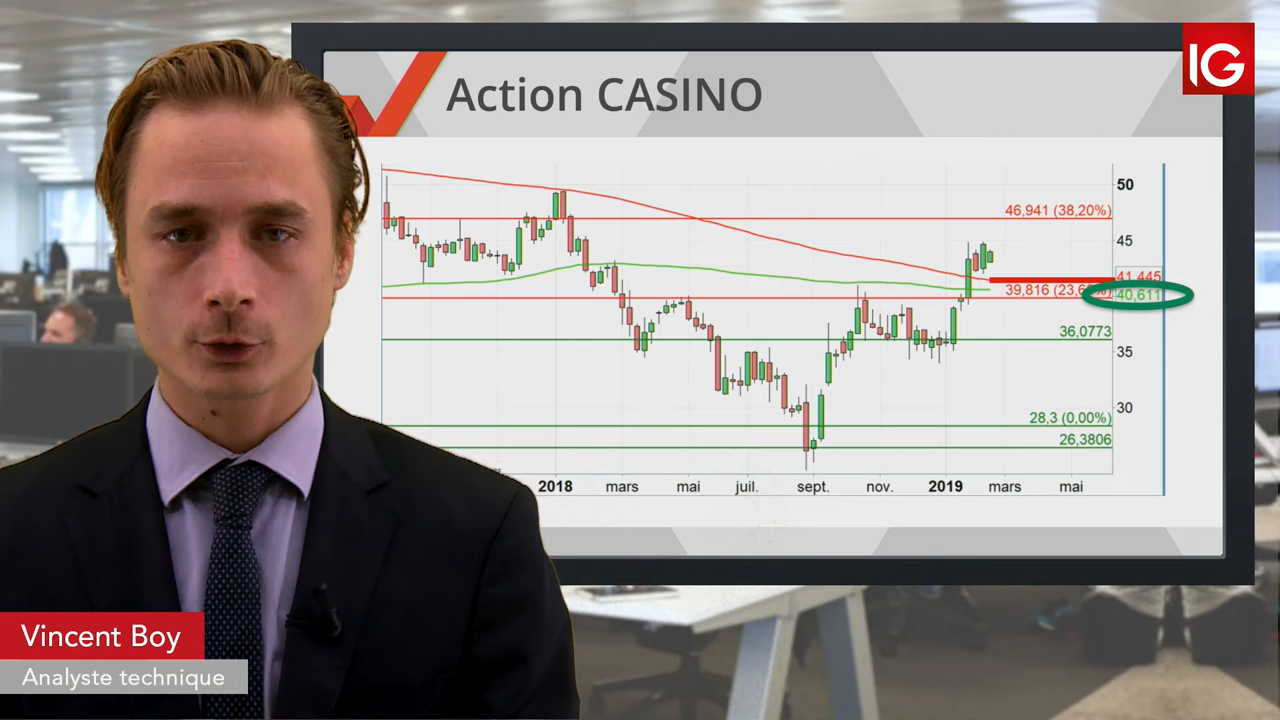 IG
Action CASINO
50
46,941 (38,20%)
45
41,445
39,816 (23,6
40,611
36,0773
35
30
28,3 (0,00%)
26,3806
2018 mars mai juil. sept. nov. 2019 mars mai
Vincent Boy
Analyste technique